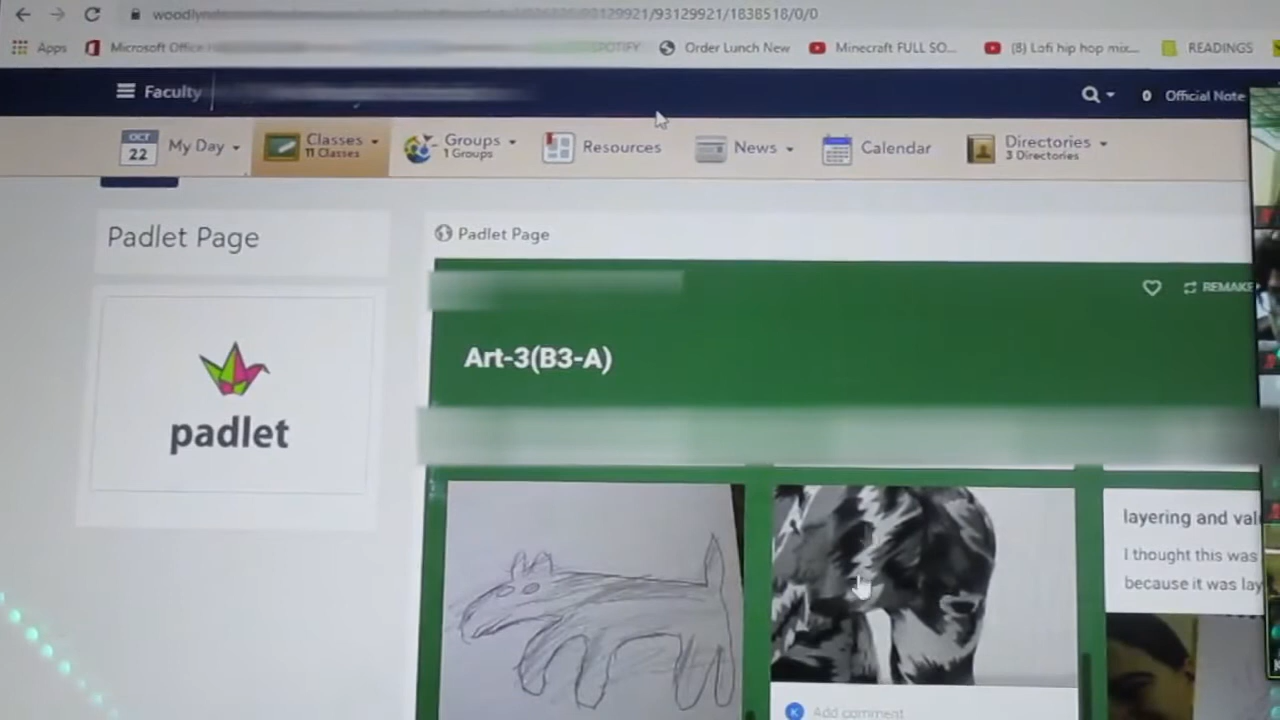 Apps Microsoft Office SPOTIFY Order Lunch New Minecraft FULL SO... (8) Lofi hip hop mix... READINGS
Faculty
0 Official Note
OCT
22
My Day
Classes
11 Classes
Groups
1 Groups
Resources
News
Calendar
Directories
3 Directories
Padlet Page
padlet
Padlet Page
REMAKE
Art-3(B3-A)
layering and val
I thought this was
because it was lay
Add comment